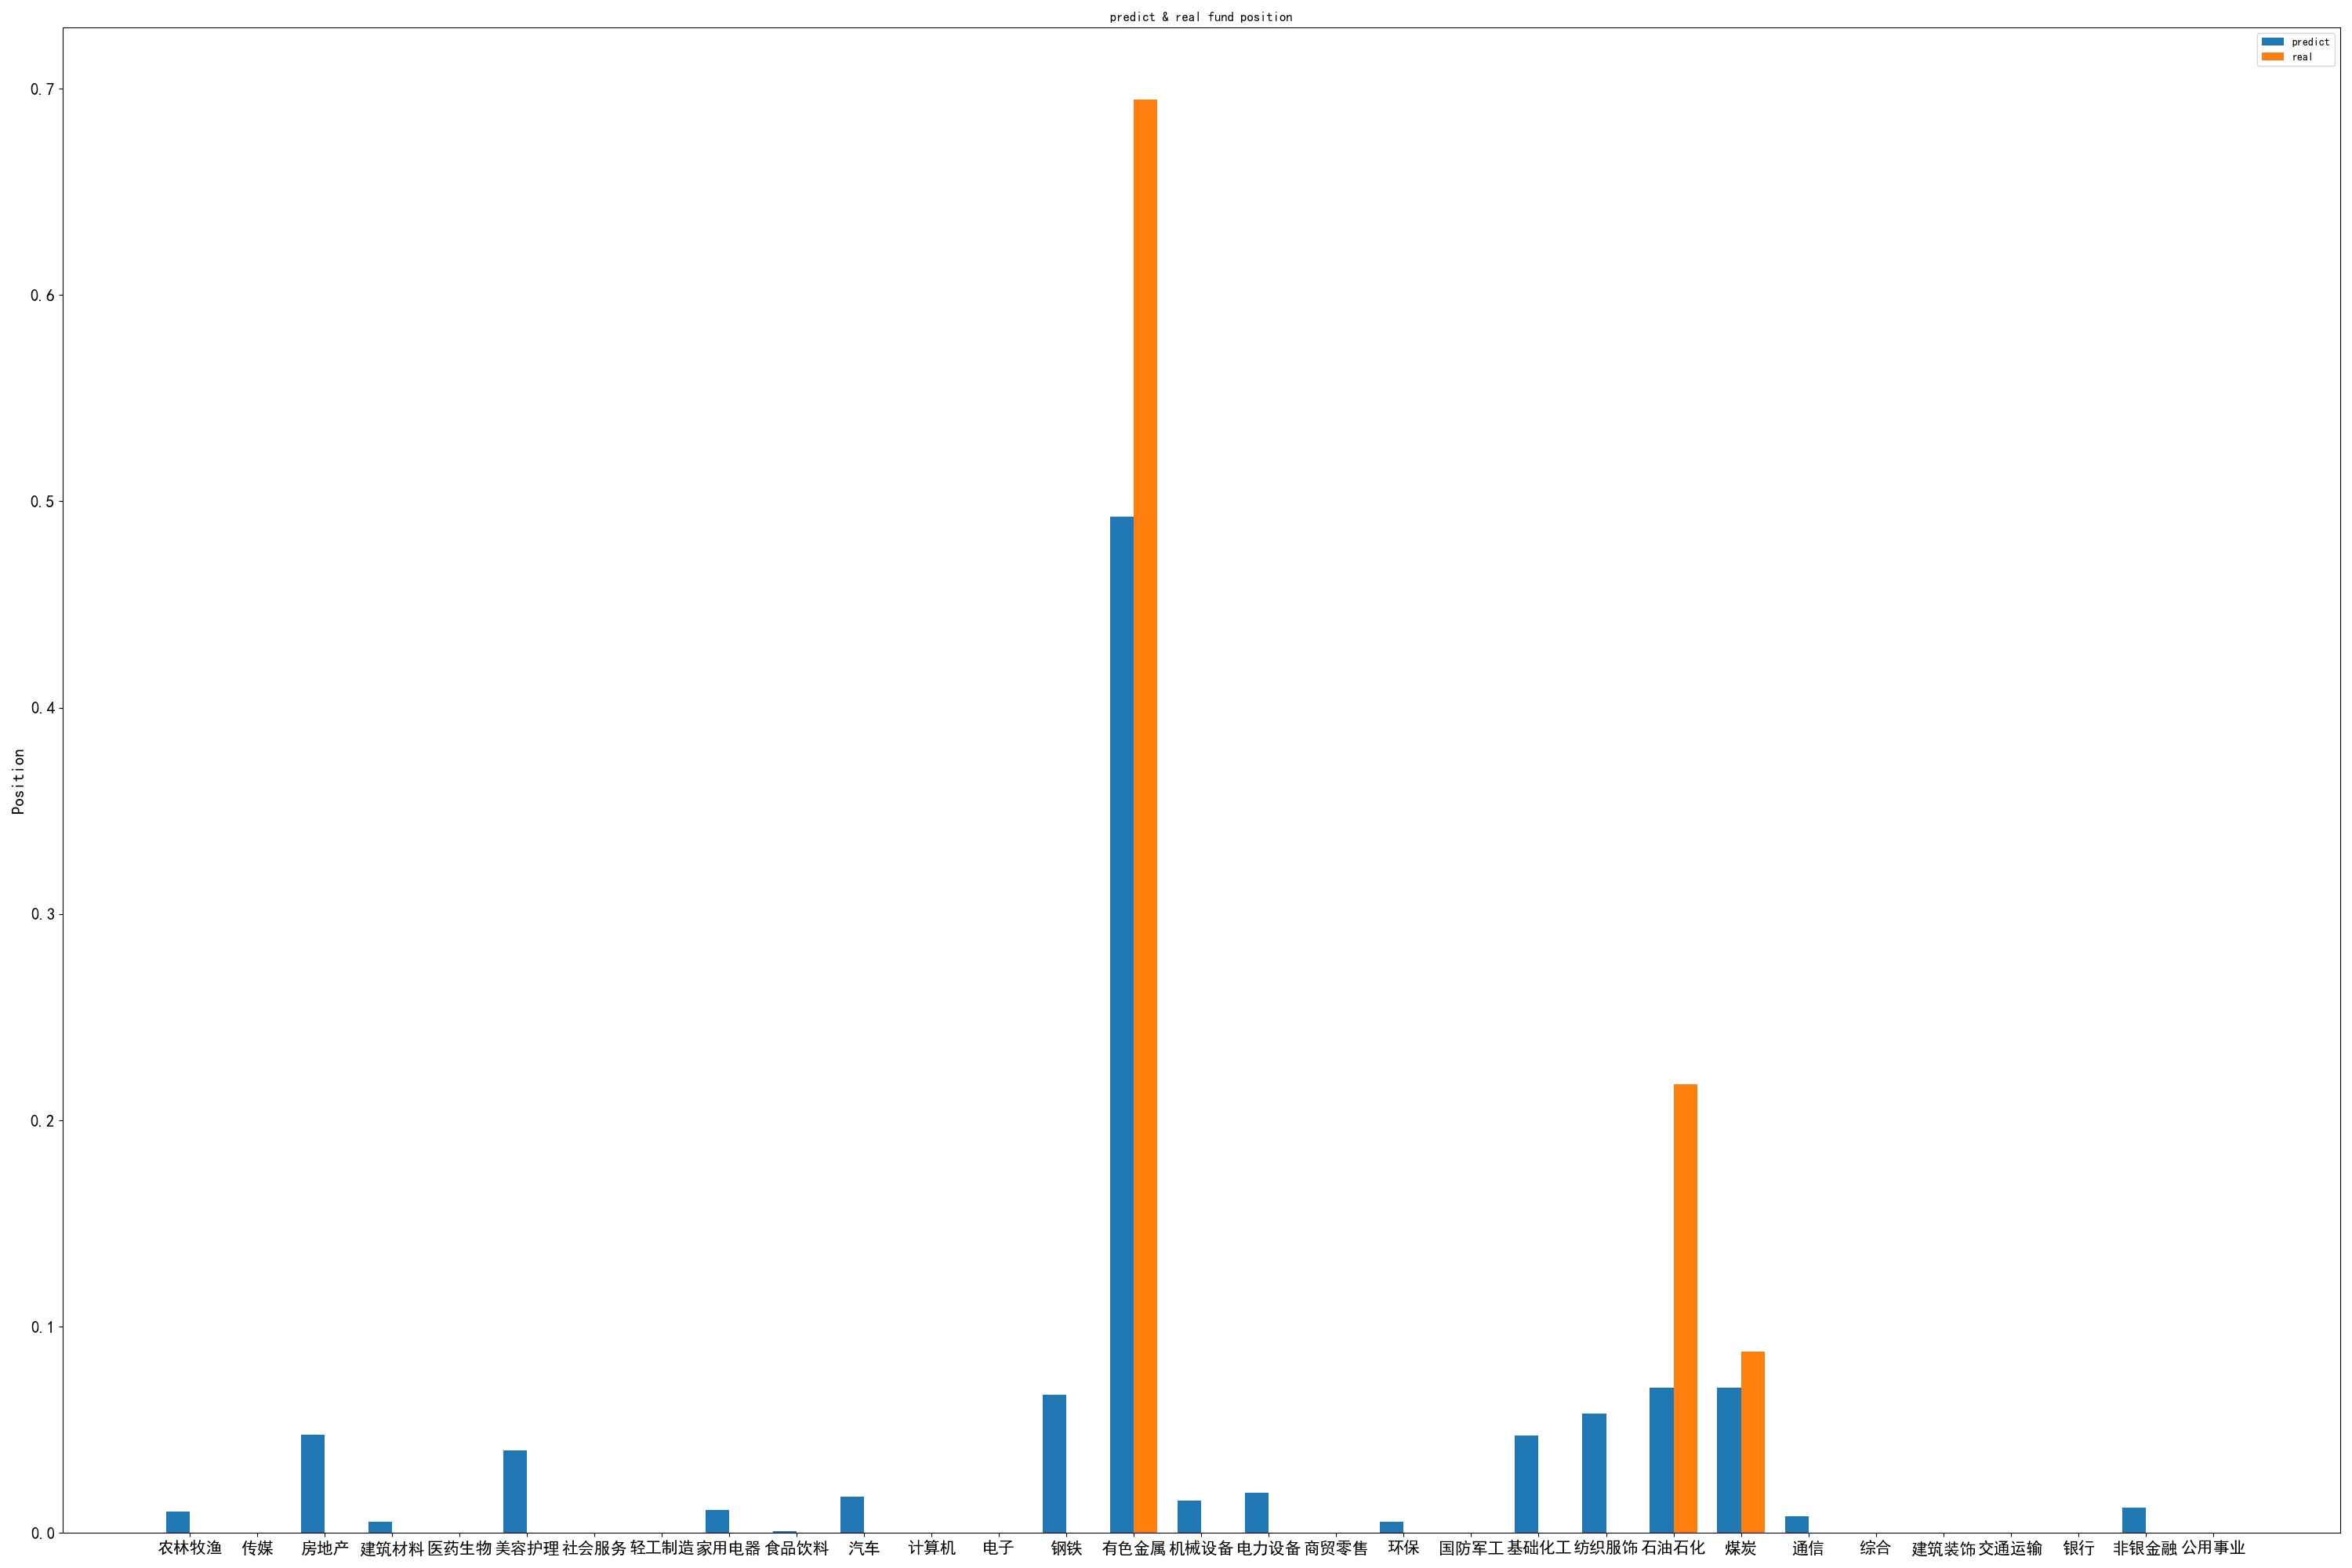 predict & real fund position
predict
real
0.7
0.6
0.5
0.4
0.3
0.2
0.1
0.0
Position
农林牧渔 传媒 房地产 建筑材料 医药生物 美容护理 社会服务 轻工制造 家用电器 食品饮料 汽车 计算机 电子 钢铁 有色金属 机械设备 电力设备 商贸零售 环保 国防军工 基础化工 纺织服饰 石油石化 煤炭 通信 综合 建筑装饰 交通运输 银行 非银金融 公用事业